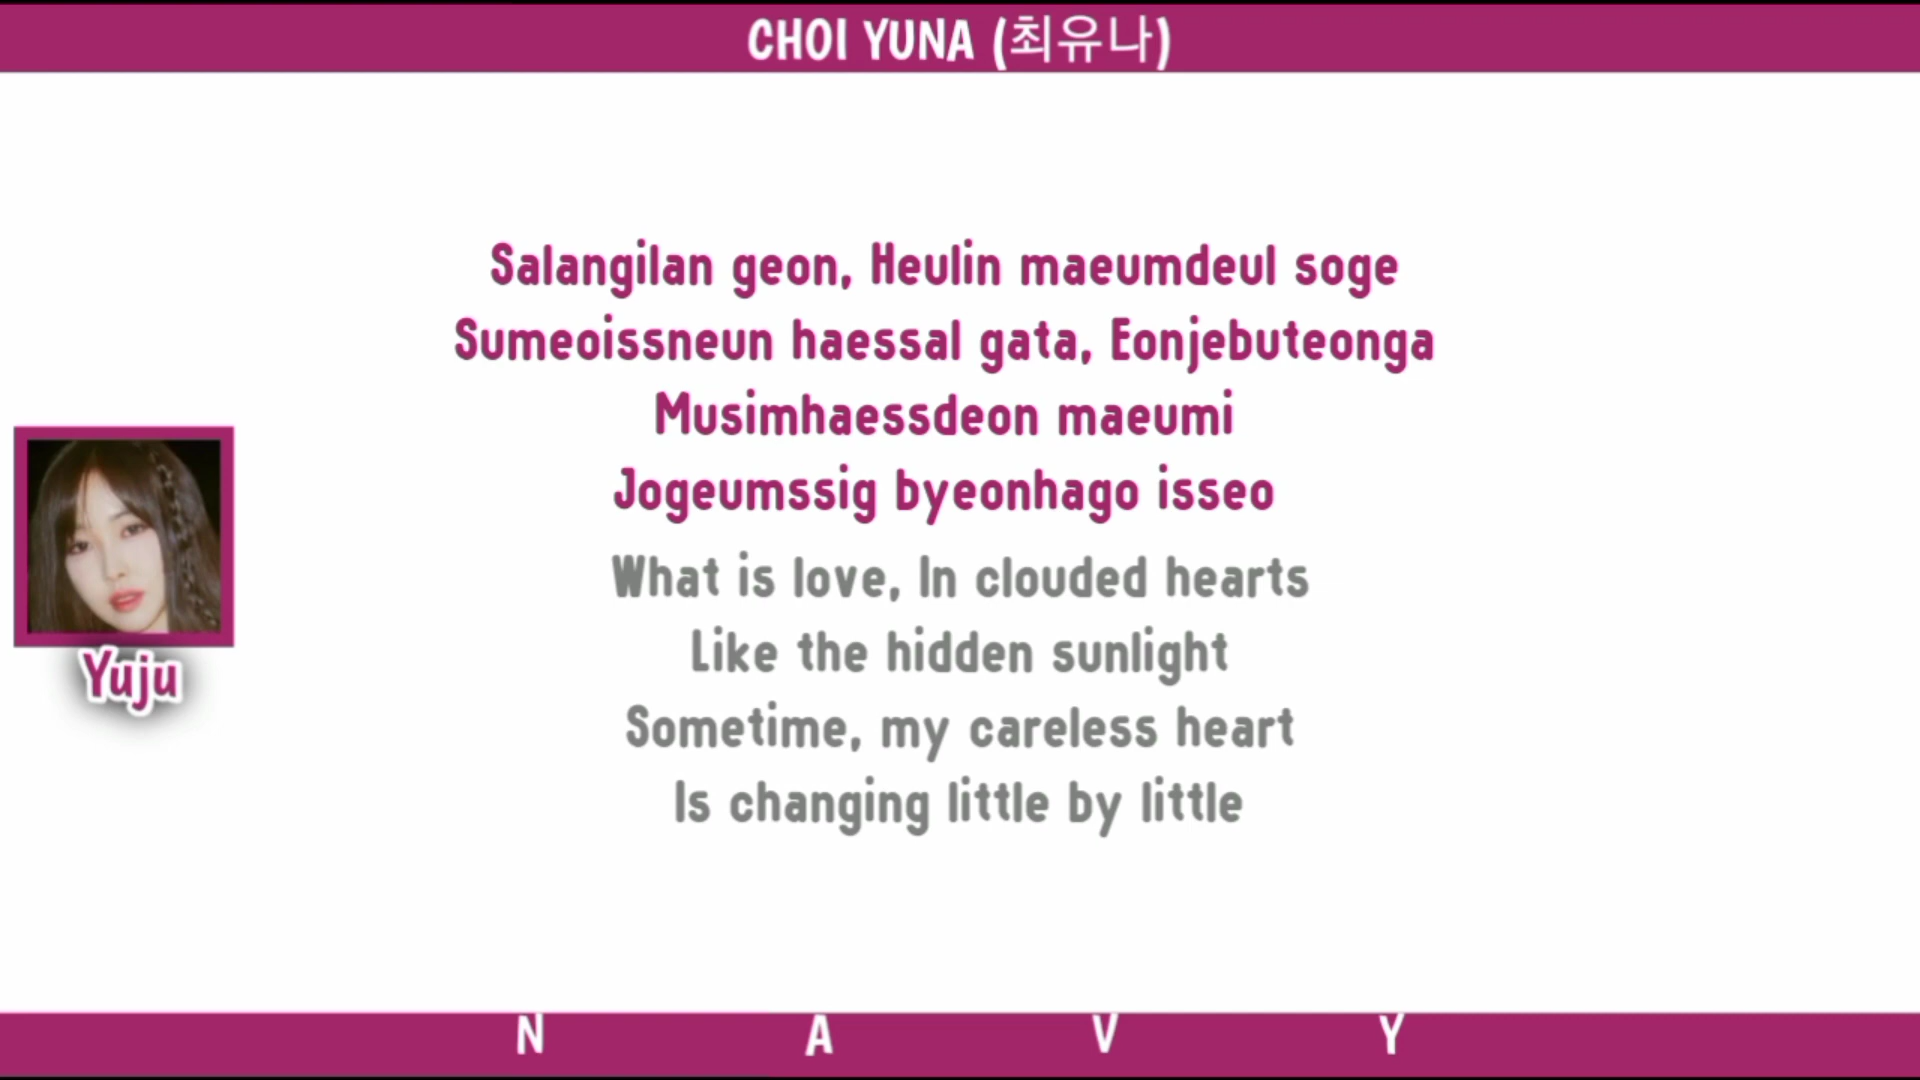 CHOI YUNA (최유나)
Salangilan geon, Heulin maeumdeul soge
Sumeoissneun haessal gata, Eonjebuteonga
Musimhaessdeon maeumi
Jogeumssig byeonhago isseo
What is love, In clouded hearts
Like the hidden sunlight
Sometime, my careless heart
Is changing little by little
Yuju
N A V Y